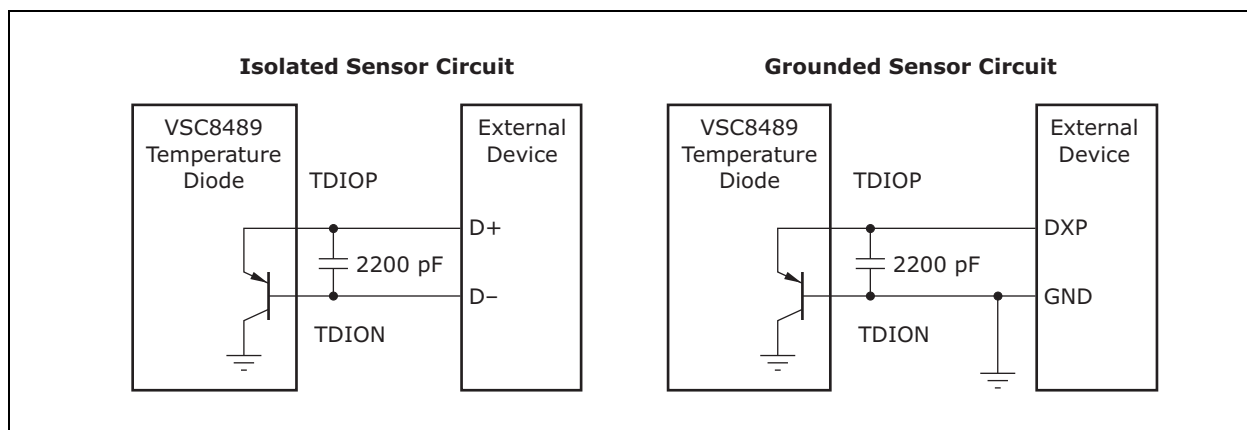 Isolated Sensor Circuit
VSC8489
Temperature
Diode
TDIOP
External
Device
D+
2200 pF
D–
TDION
Grounded Sensor Circuit
VSC8489
Temperature
Diode
TDIOP
External
Device
DXP
2200 pF
GND
TDION